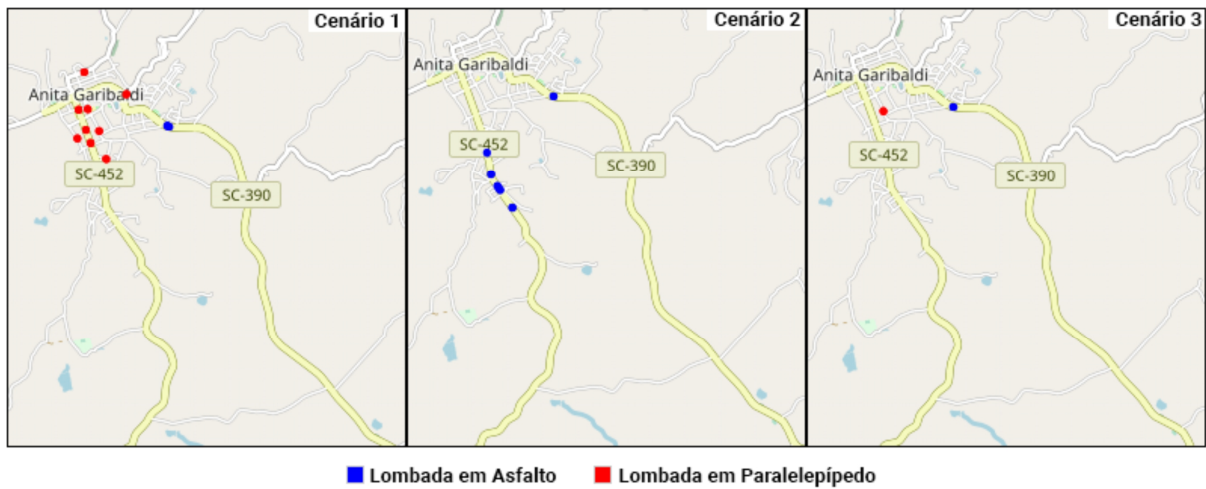 Cenário 1
Anita Garibaldi
SC-452
SC-390
Cenário 2
Anita Garibaldi
SC-452
SC-390
Cenário 3
Anita Garibaldi
SC-452
SC-390
Lombada em Asfalto
Lombada em Paralelepípedo